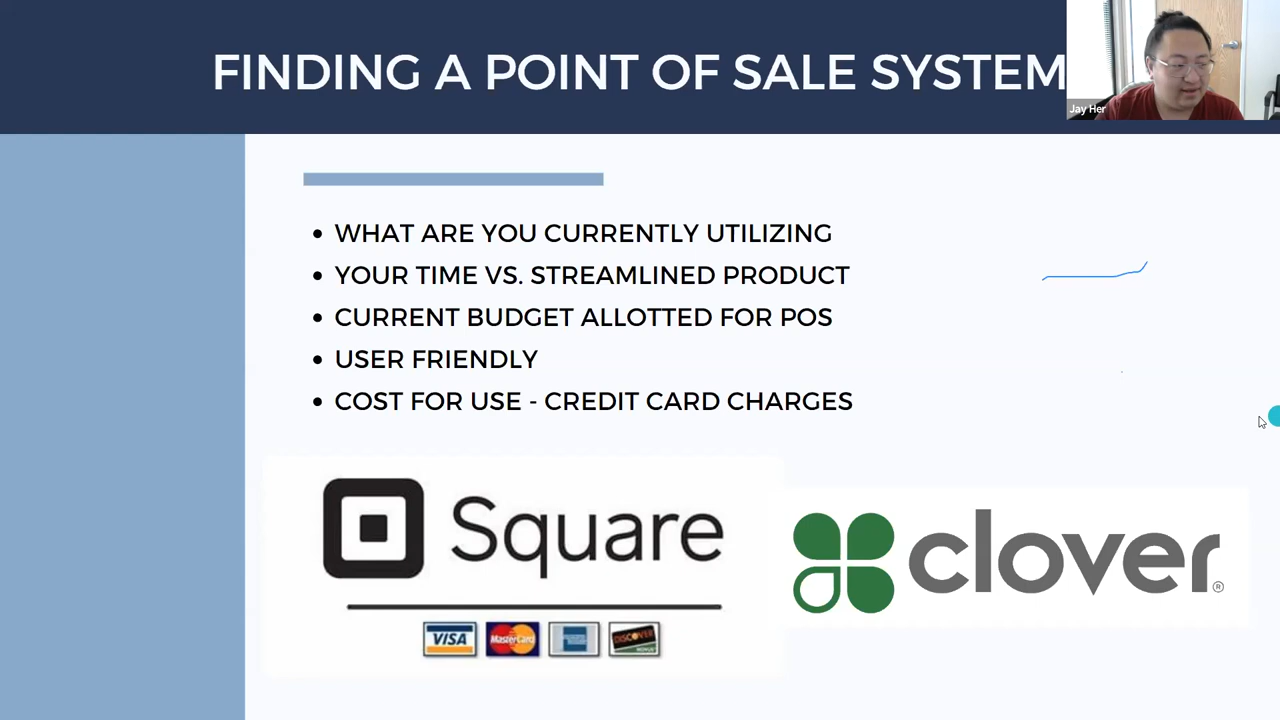 FINDING A POINT OF SALE SYSTEM
Jay Her
WHAT ARE YOU CURRENTLY UTILIZING
YOUR TIME VS. STREAMLINED PRODUCT
CURRENT BUDGET ALLOTTED FOR POS
USER FRIENDLY
COST FOR USE - CREDIT CARD CHARGES
Square
clover®
VISA MasterCard DISCOVER